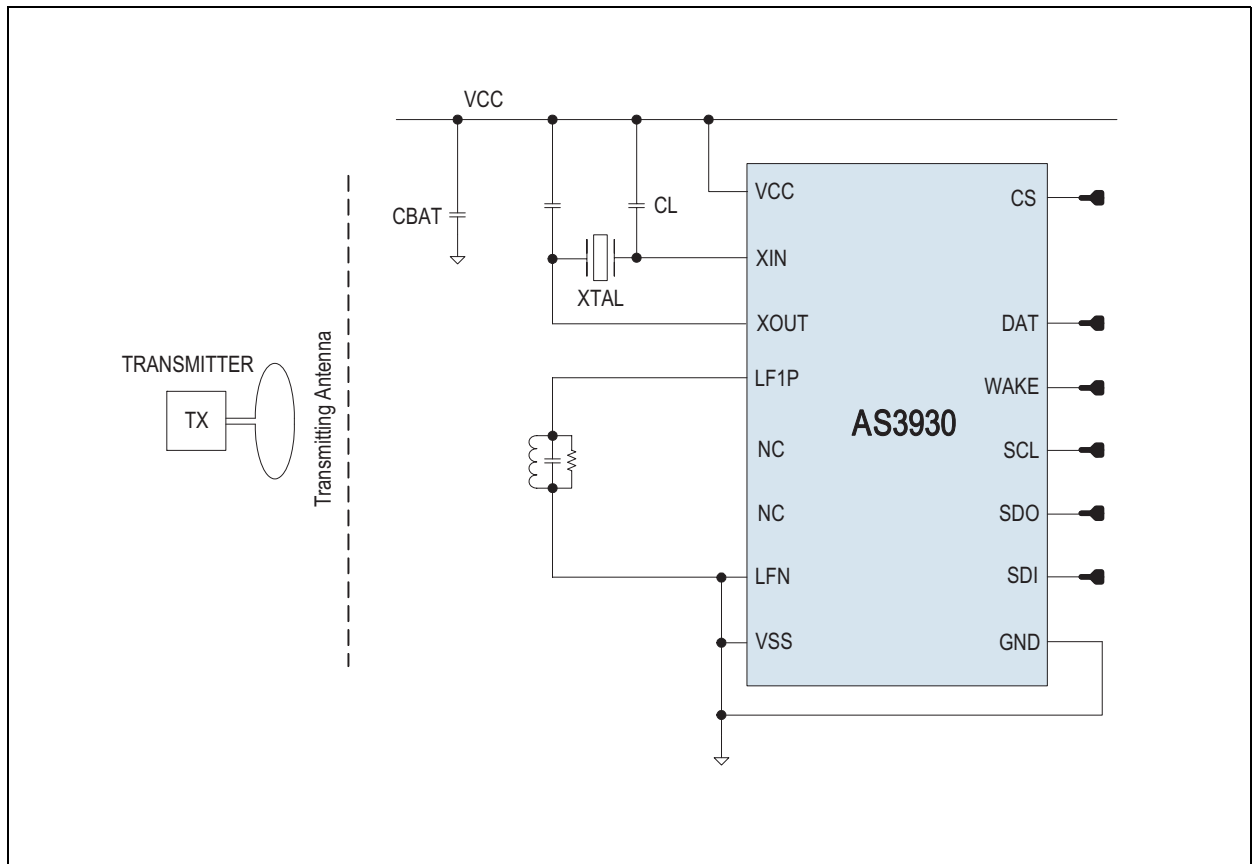 VCC
CBAT
CL
XTAL
TRANSMITTER
TX
Transmitting Antenna
VCC
XIN
XOUT
LF1P
NC
NC
LFN
VSS
AS3930
CS
DAT
WAKE
SCL
SDO
SDI
GND